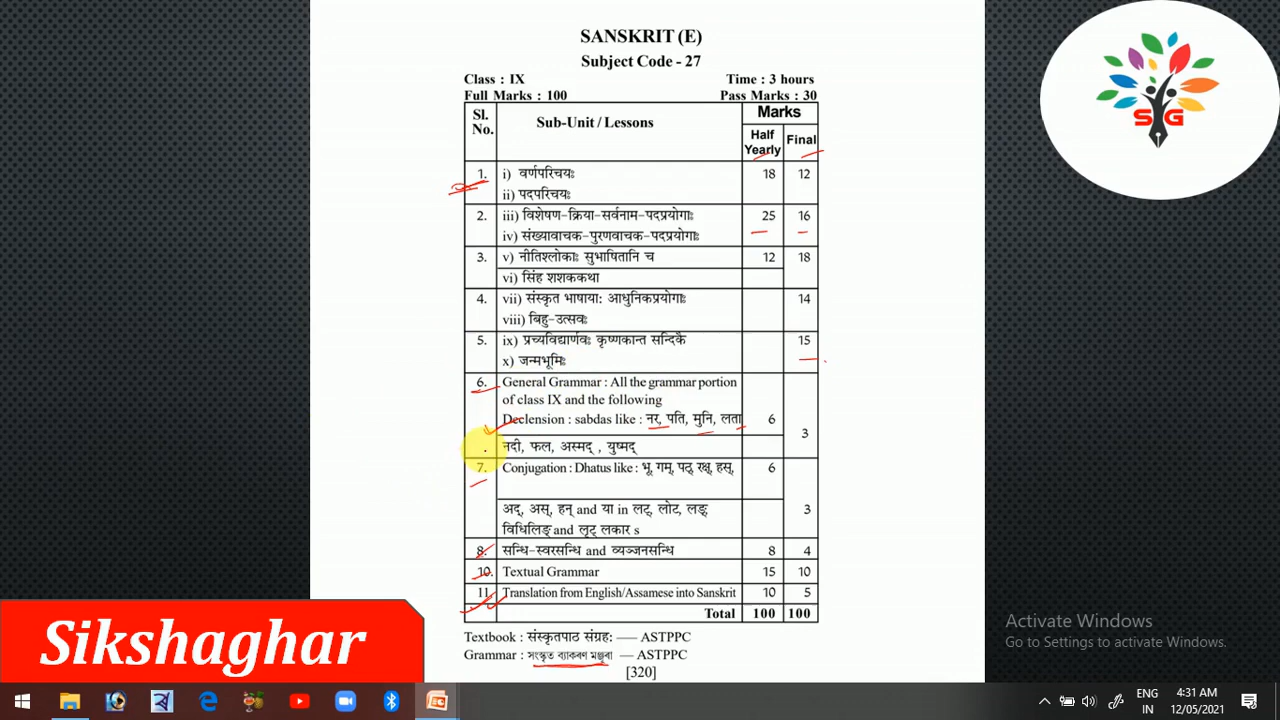 SANSKRIT (E)
Subject Code - 27
Class : IX Time : 3 hours
Full Marks : 100 Pass Marks : 30
Sl. No. Sub-Unit / Lessons Marks
Half Yearly Final
1. i) वर्णपरिचयः 18 12
ii) पदपरिचयः
2. iii) विशेषण-क्रिया-सर्वनाम-पदप्रयोगाः 25 16
iv) संख्यावाचक-पुरणवाचक-पदप्रयोगाः
3. v) नीतिश्लोकाः सुभाषितानि च 12 18
vi) सिंह शशककथा
4. vii) संस्कृत भाषाया: आधुनिकप्रयोगाः 14
viii) बिहु-उत्सवः
5. ix) प्रच्यविद्यार्णवः कृष्णकान्त सन्दिकै 15
x) जन्मभूमिः
6. General Grammar : All the grammar portion
of class IX and the following
Declension : sabdas like : नर, पति, मुनि, लता 6 3
. नदी, फल, अस्मद् , युष्मद्
7. Conjugation : Dhatus like : भू, गम्, पठ्, रक्ष्, हस्, 6
अद्, अस्, हन् and या in लट्, लोट, लङ् 3
विधिलिङ् and लृट् लकार s
8. सन्धि-स्वरसन्धि and व्यञ्जनसन्धि 8 4
10. Textual Grammar 15 10
11. Translation from English/Assamese into Sanskrit 10 5
Total 100 100
Textbook : संस्कृतपाठ संग्रह: —– ASTPPC
Grammar : সংস্কৃত ব্যাকৰণ মঞ্জুষা — ASTPPC
[320]
SG
Sikshaghar
Activate Windows
Go to Settings to activate Windows.
ENG 4:31 AM
IN 12/05/2021